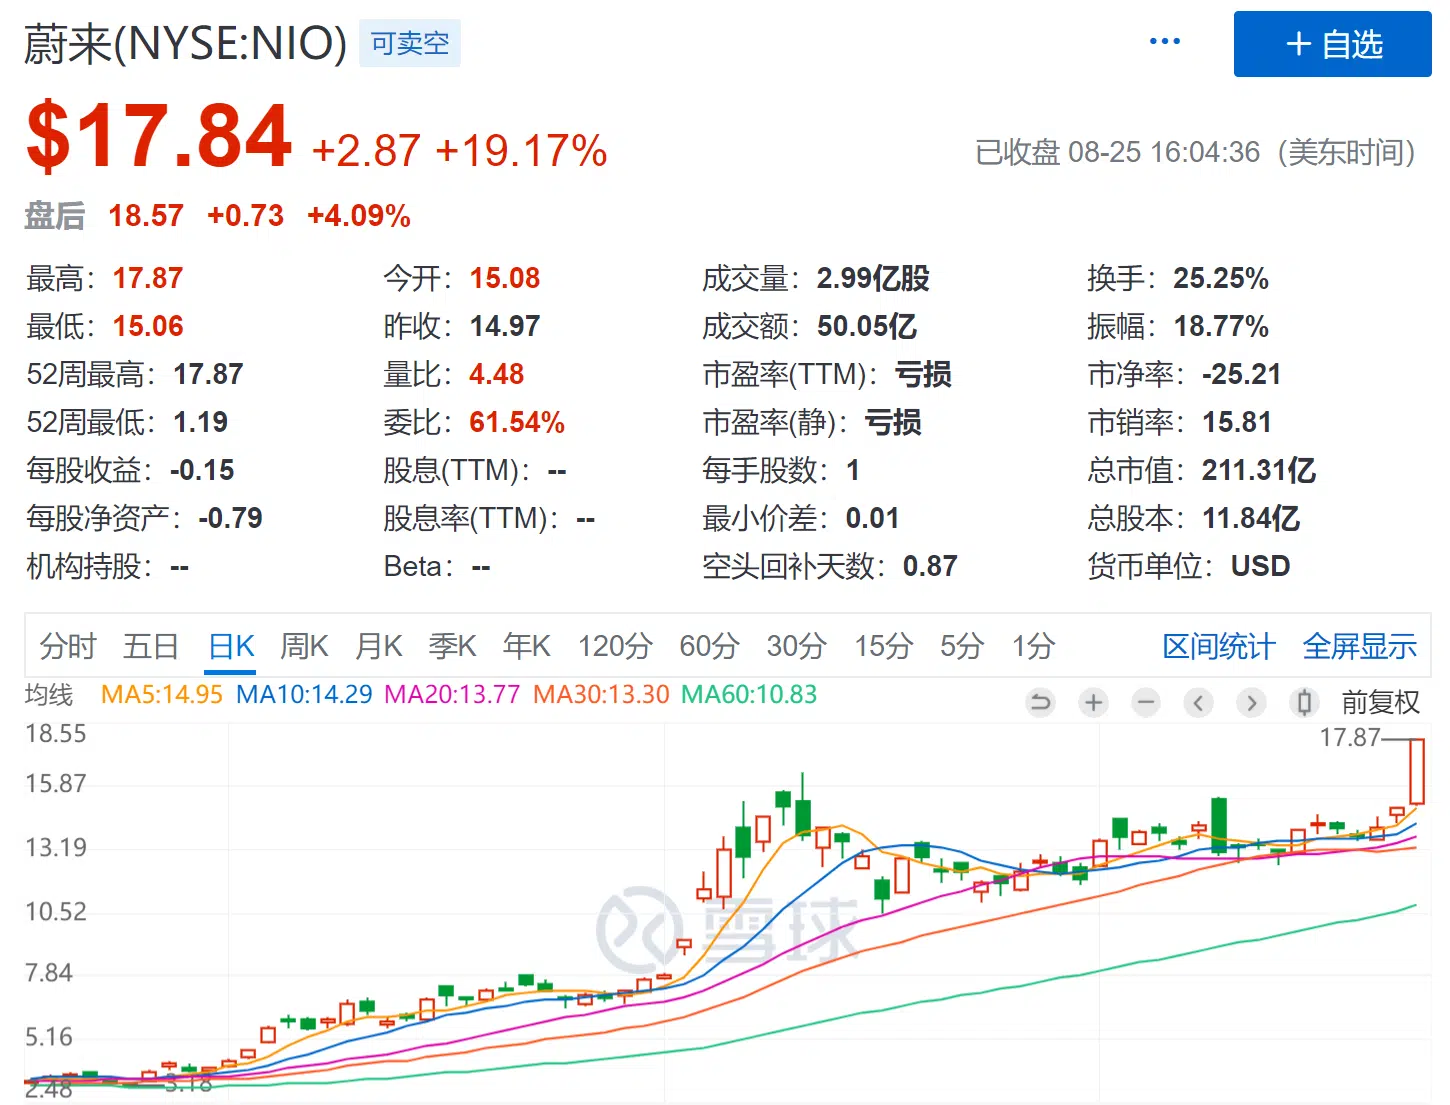 蔚来(NYSE:NIO) 可卖空 ... + 自选
$17.84 +2.87 +19.17% 已收盘 08-25 16:04:36（美东时间）
盘后 18.57 +0.73 +4.09%
最高：17.87 今开：15.08 成交量：2.99亿股 换手：25.25%
最低：15.06 昨收：14.97 成交额：50.05亿 振幅：18.77%
52周最高：17.87 量比：4.48 市盈率(TTM)：亏损 市净率：-25.21
52周最低：1.19 委比：61.54% 市盈率(静)：亏损 市销率：15.81
每股收益：-0.15 股息(TTM)：-- 每手股数：1 总市值：211.31亿
每股净资产：-0.79 股息率(TTM)：-- 最小价差：0.01 总股本：11.84亿
机构持股：-- Beta：-- 空头回补天数：0.87 货币单位：USD
分时 五日 日K 周K 月K 季K 年K 120分 60分 30分 15分 5分 1分 区间统计 全屏显示
均线 MA5:14.95 MA10:14.29 MA20:13.77 MA30:13.30 MA60:10.83 前复权
18.55
17.87
15.87
13.19
10.52
雪球
7.84
5.16
3.18
2.48